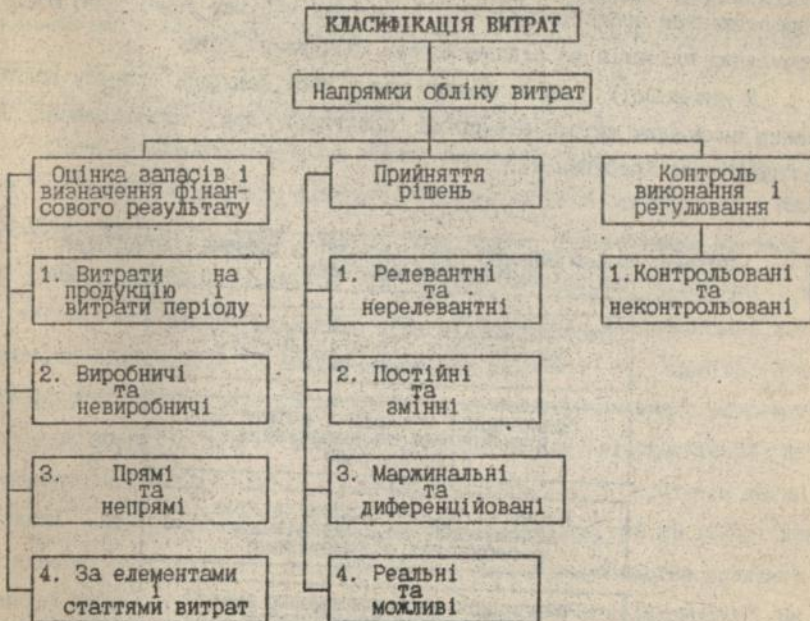 КЛАСИФІКАЦІЯ ВИТРАТ
Напрямки обліку витрат
Оцінка запасів і
визначення фінан-
сового результату
1. Витрати на
продукцію і
витрати періоду
2. Виробничі
та
невиробничі
3. Прямі
та
непрямі
4. За елементами
і
статтями витрат
Прийняття
рішень
1. Релевантні
та
нерелевантні
2. Постійні
та
змінні
3. Маржинальні
та
диференційовані
4. Реальні
та
можливі
Контроль
виконання і
регулювання
1.Контрольовані
та
неконтрольовані